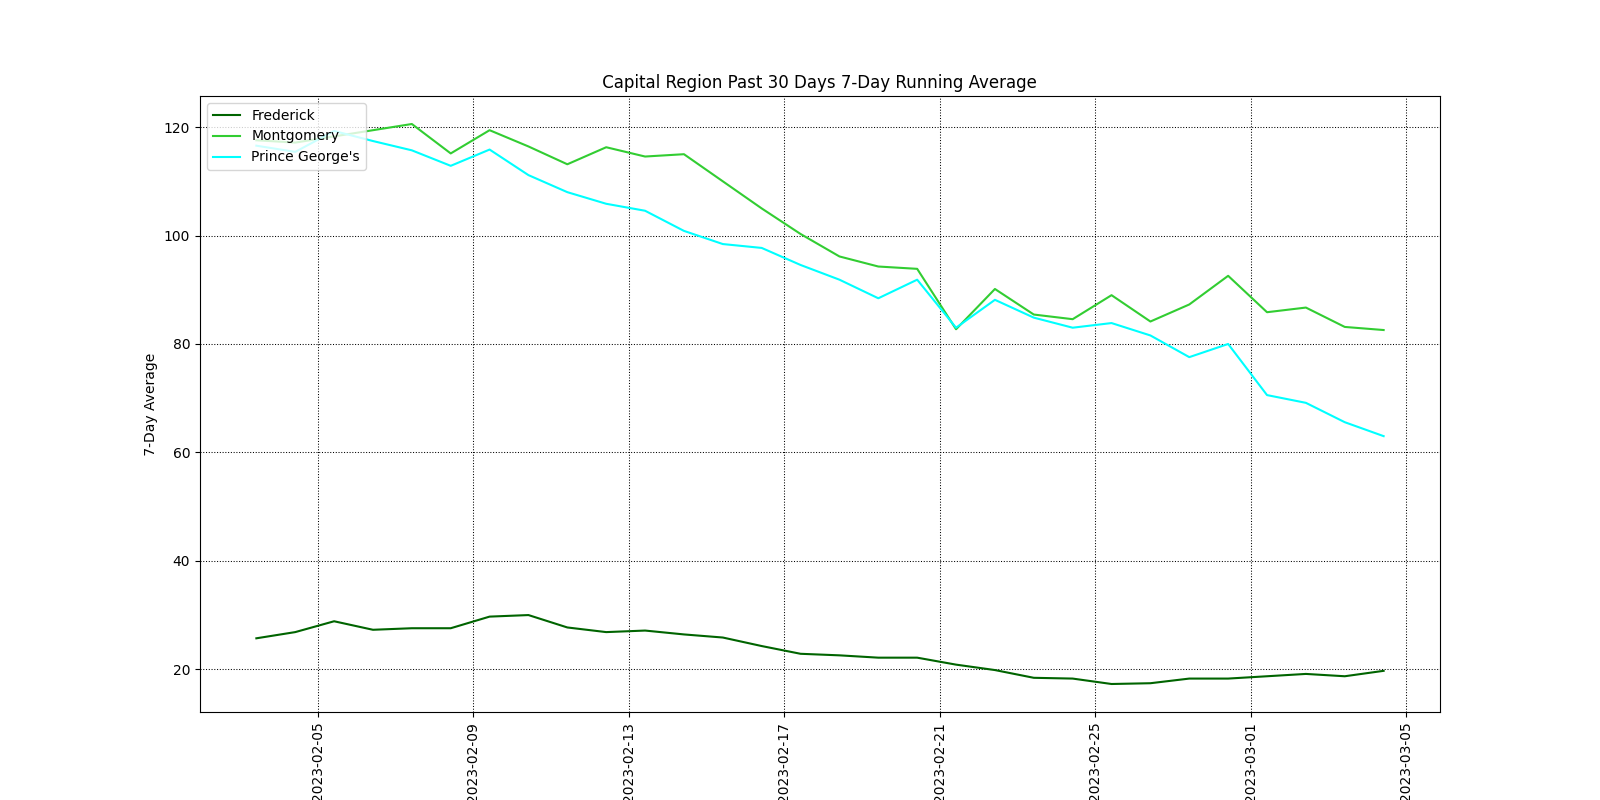 Capital Region Past 30 Days 7-Day Running Average
Frederick
Montgomery
Prince George's
7-Day Average
120
100
80
60
40
20
2023-02-05
2023-02-09
2023-02-13
2023-02-17
2023-02-21
2023-02-25
2023-03-01
2023-03-05